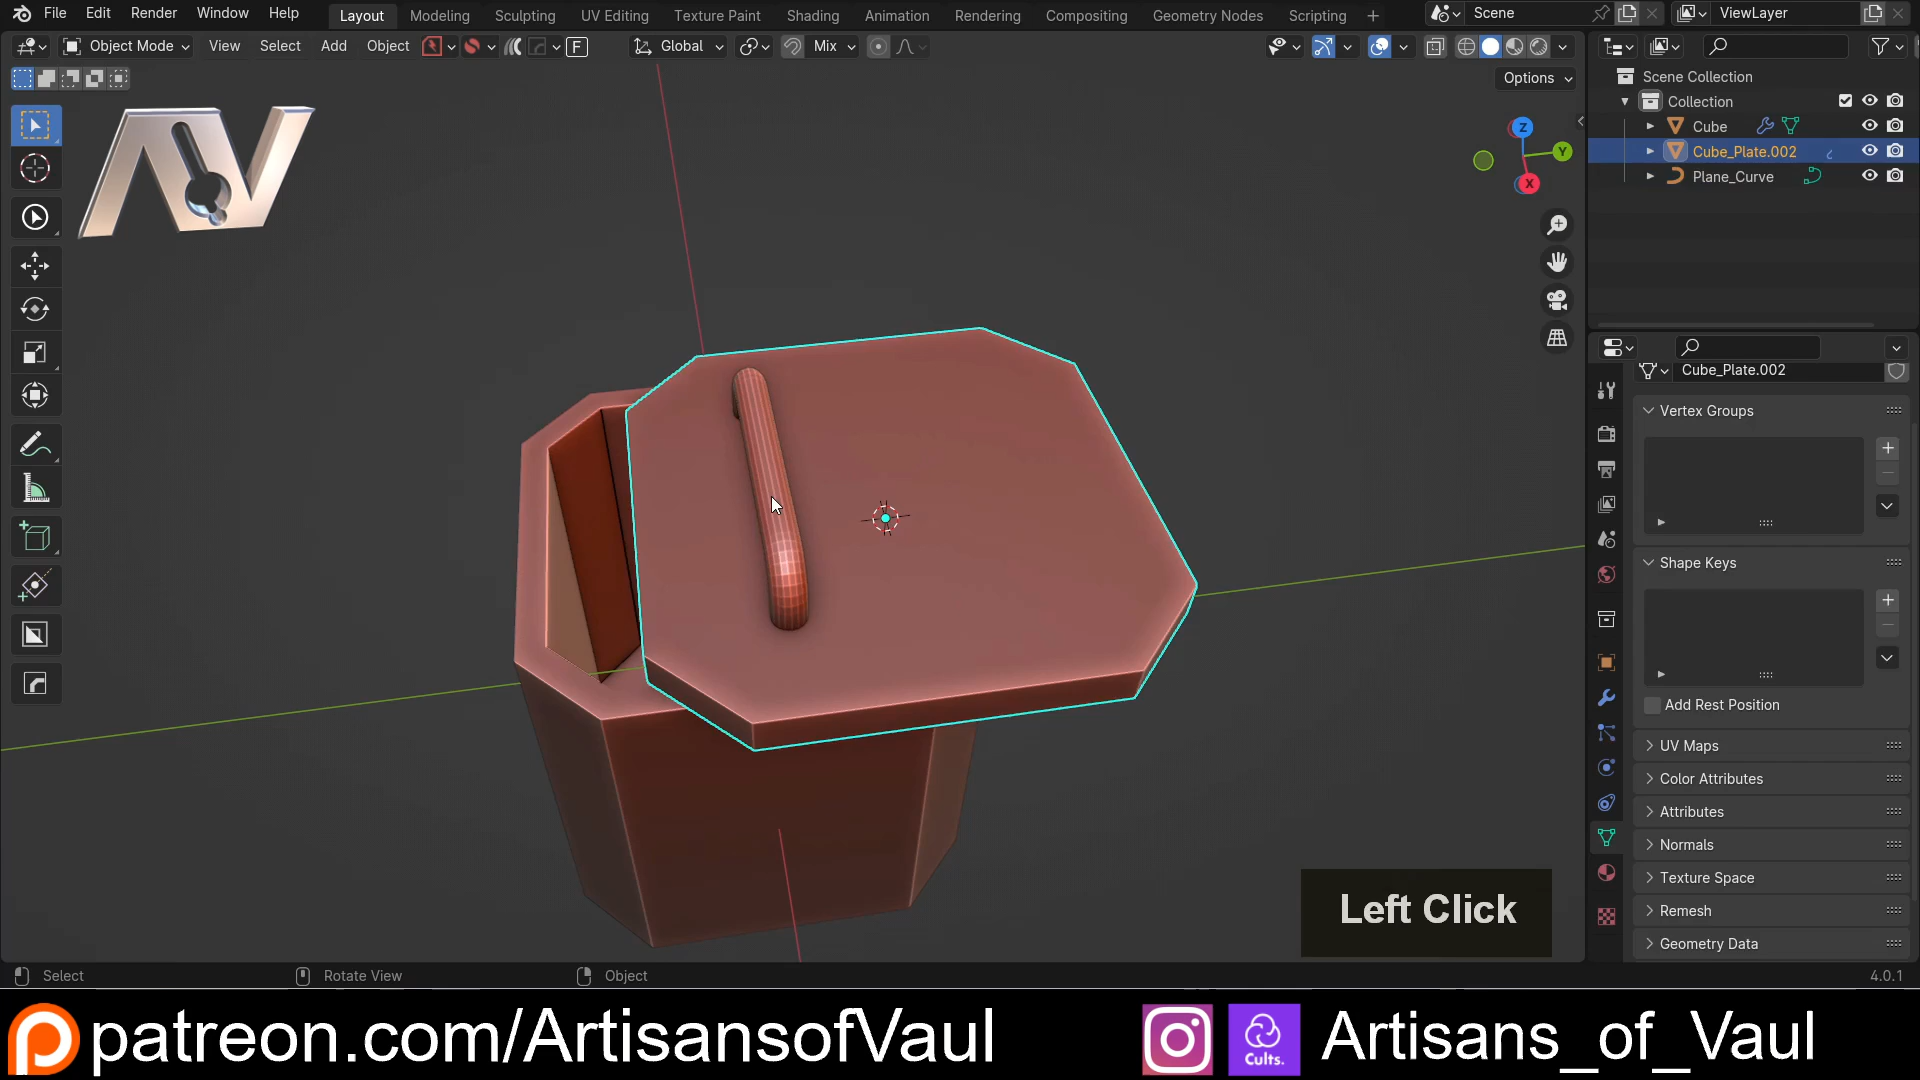 File Edit Render Window Help Layout Modeling Sculpting UV Editing Texture Paint Shading Animation Rendering Compositing Geometry Nodes Scripting + Scene ViewLayer
Object Mode View Select Add Object F Global Mix
Options
Scene Collection
Collection
Cube
Cube_Plate.002
Plane_Curve
Z
Y
X
AV
Cube_Plate.002
Vertex Groups
Shape Keys
Add Rest Position
UV Maps
Color Attributes
Attributes
Normals
Texture Space
Remesh
Geometry Data
Left Click
Select Rotate View Object 4.0.1
patreon.com/ArtisansofVaul Cults. Artisans_of_Vaul